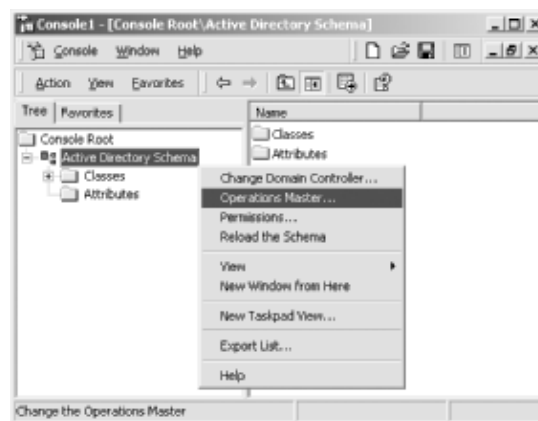 Console1 - [Console Root\Active Directory Schema]
Console Window Help
Action View Favorites
Tree Favorites
Name
Console Root
Active Directory Schema
Classes
Attributes
Classes
Attributes
Change Domain Controller...
Operations Master...
Permissions...
Reload the Schema
View
New Window from Here
New Taskpad View...
Export List...
Help
Change the Operations Master